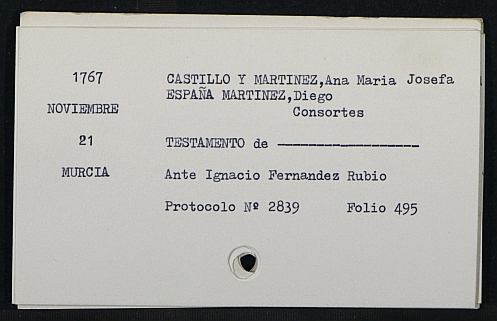 1767 CASTILLO Y MARTINEZ,Ana Maria Josefa
ESPAÑA MARTINEZ,Diego
NOVIEMBRE Consortes
21 TESTAMENTO de ------------------
MURCIA Ante Ignacio Fernandez Rubio
Protocolo Nº 2839 Folio 495